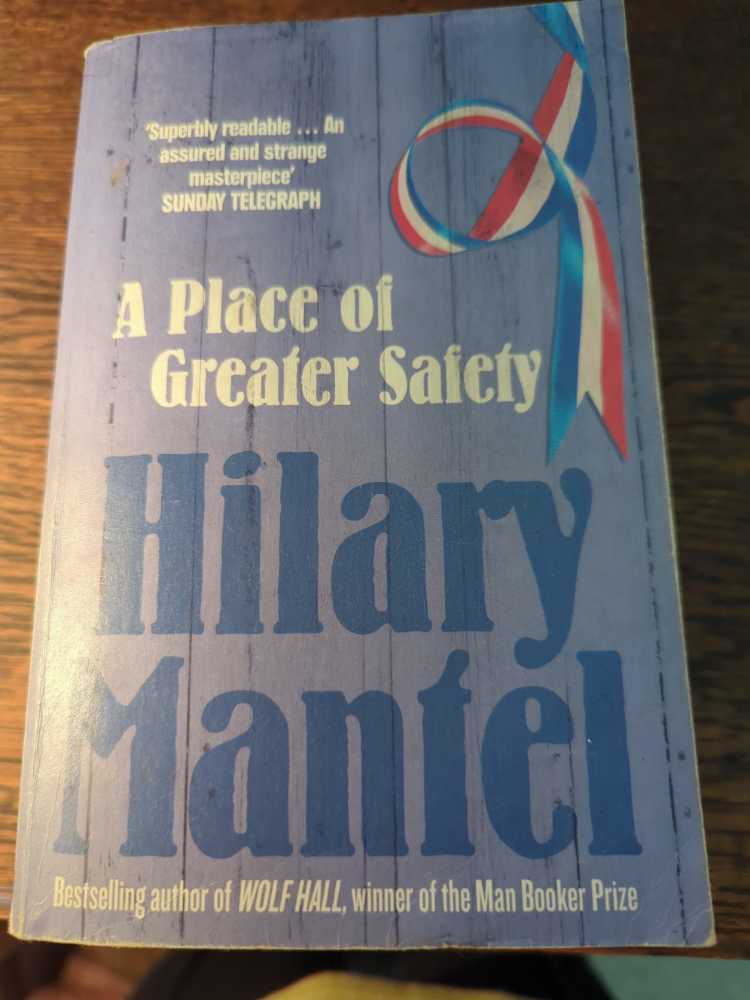 'Superbly readable ... An
assured and strange
masterpiece'
SUNDAY TELEGRAPH
A Place of
Greater Safety
Hilary
Mantel
Bestselling author of WOLF HALL, winner of the Man Booker Prize